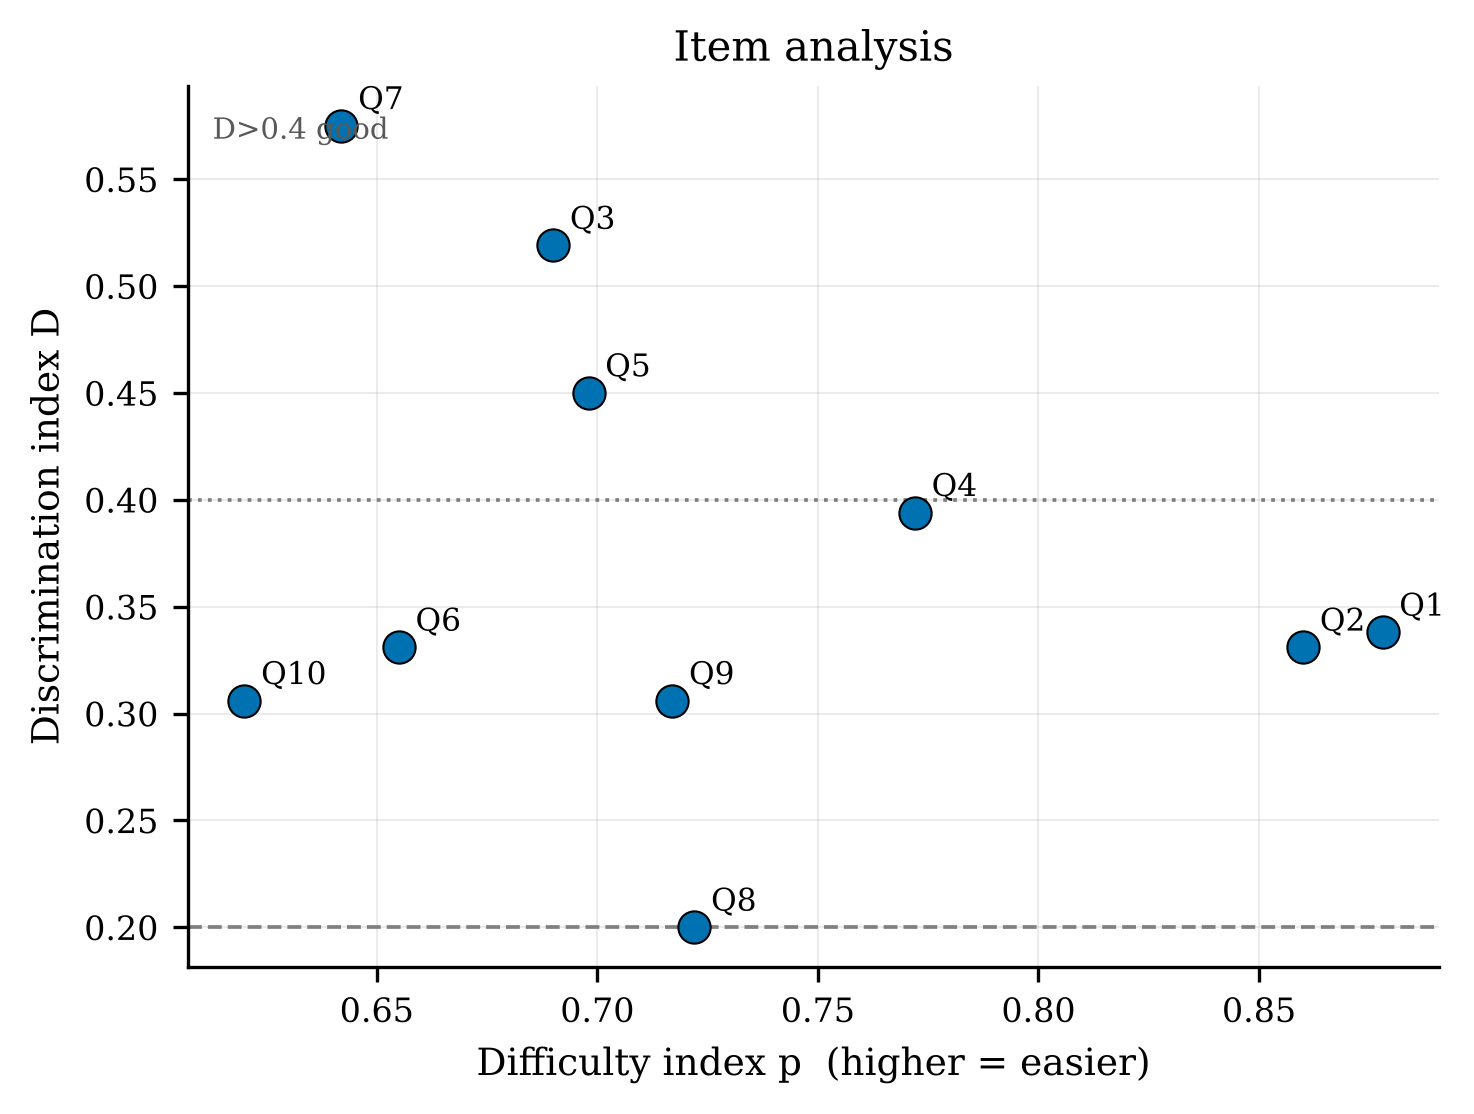 Item analysis
Q7
D>0.4 good
0.55
Q3
0.50
Q5
0.45
Q4
0.40
0.35
Q1
Q2
Q6
Q10
Q9
0.30
0.25
Q8
0.20
Discrimination index D
0.65
0.70
0.75
0.80
0.85
Difficulty index p  (higher = easier)